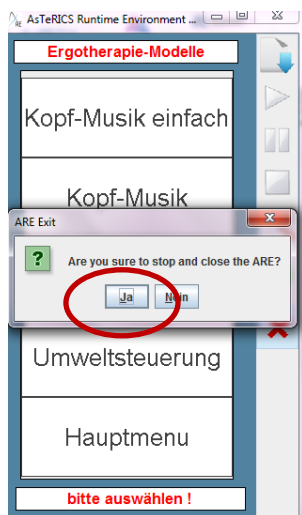 AsTeRICS Runtime Environment ...
Ergotherapie-Modelle
Kopf-Musik einfach
Kopf-Musik
ARE Exit
Are you sure to stop and close the ARE?
Ja Nein
Umweltsteuerung
Hauptmenu
bitte auswählen !